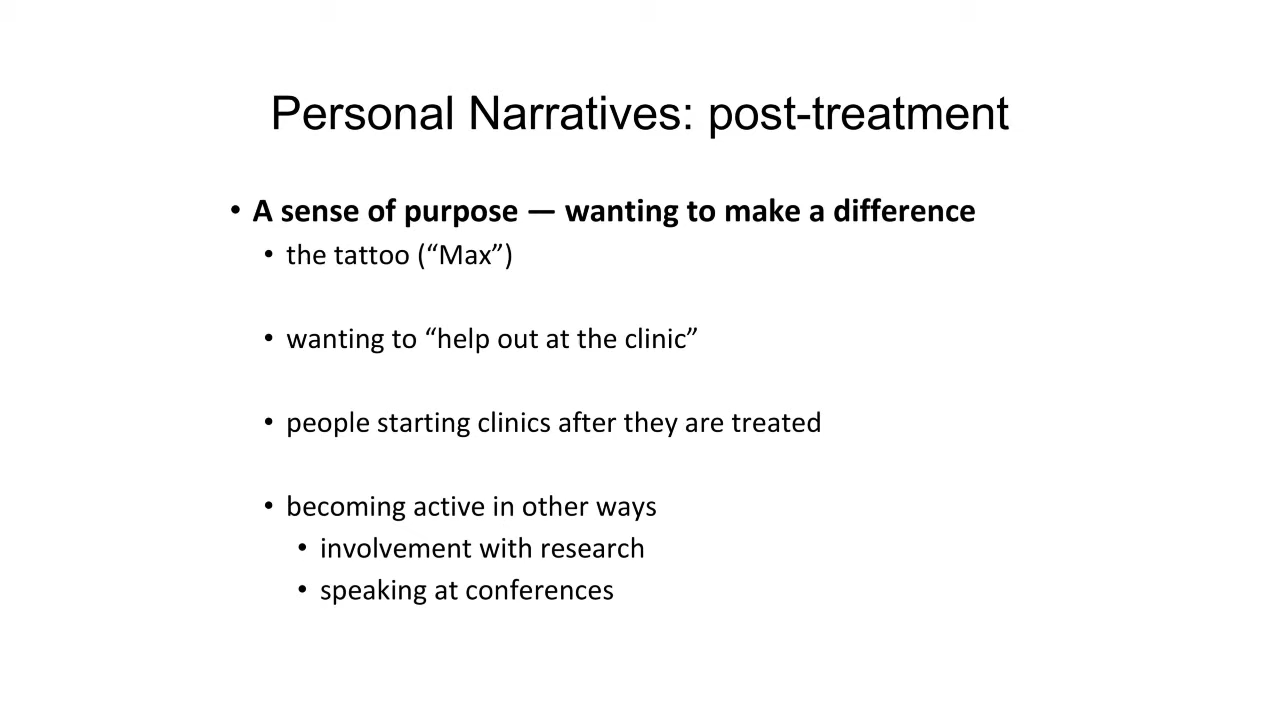 Personal Narratives: post-treatment
• A sense of purpose — wanting to make a difference
• the tattoo (“Max”)
• wanting to “help out at the clinic”
• people starting clinics after they are treated
• becoming active in other ways
• involvement with research
• speaking at conferences